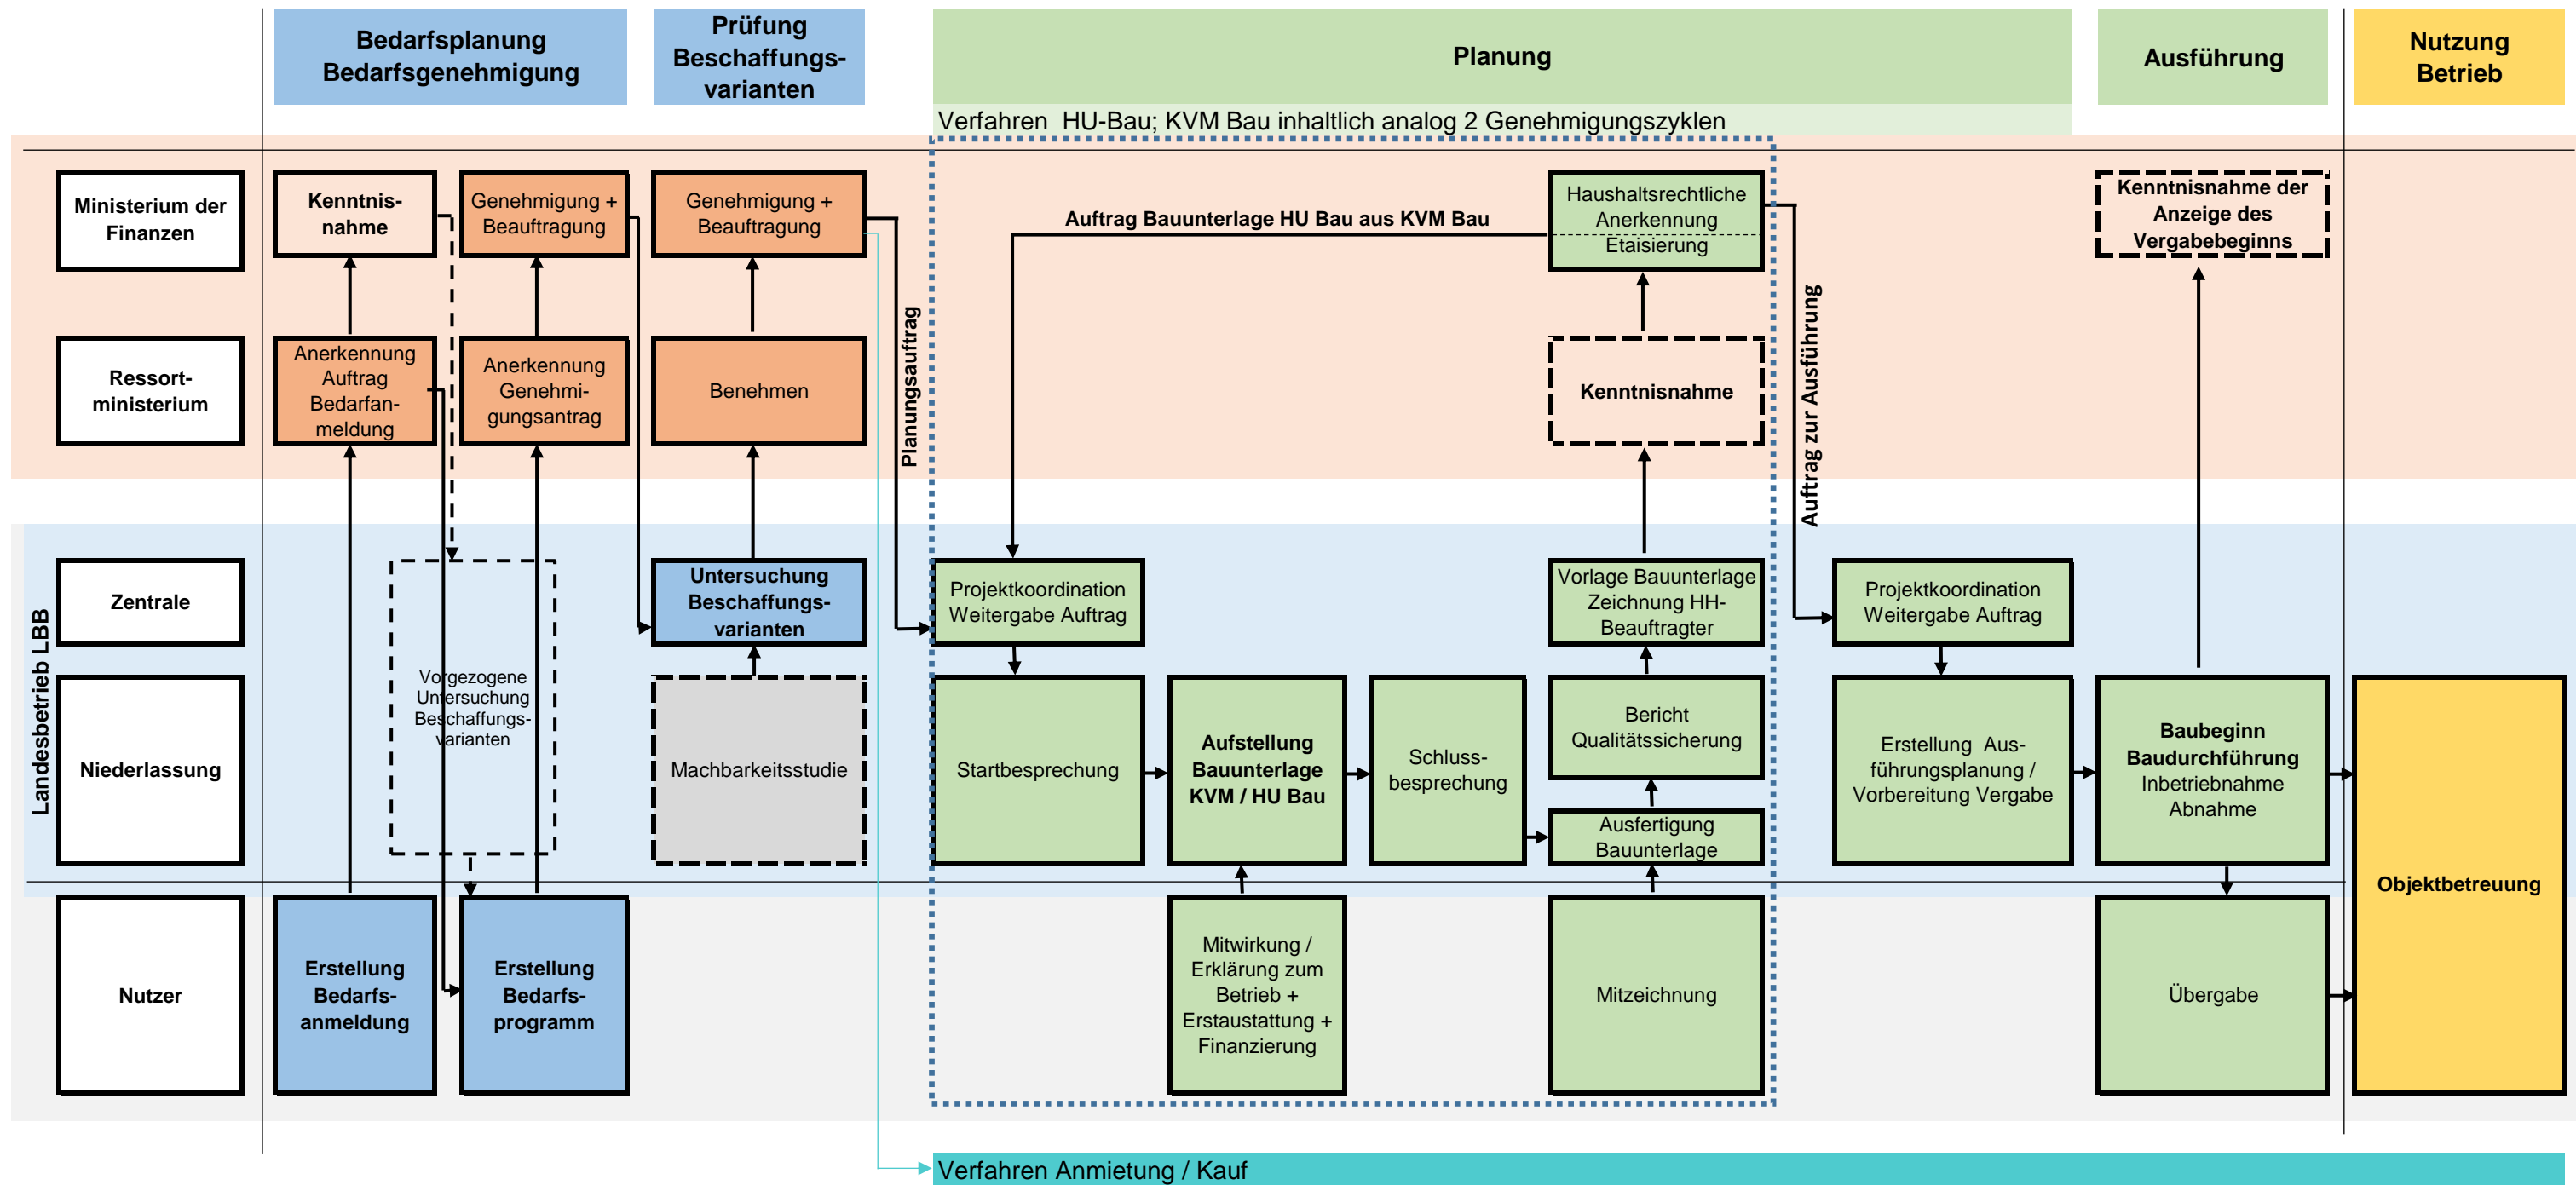 Bedarfsplanung
Bedarfsgenehmigung
Prüfung
Beschaffungs-
varianten
Planung
Ausführung
Nutzung
Betrieb
Verfahren  HU-Bau; KVM Bau inhaltlich analog 2 Genehmigungszyklen
Ministerium der
Finanzen
Kenntnis-
nahme
Genehmigung +
Beauftragung
Genehmigung +
Beauftragung
Auftrag Bauunterlage HU Bau aus KVM Bau
Haushaltsrechtliche
Anerkennung
Etaisierung
Kenntnisnahme der
Anzeige des
Vergabebeginns
Ressort-
ministerium
Anerkennung
Auftrag
Bedarfan-
meldung
Anerkennung
Genehmi-
gungsantrag
Benehmen
Planungsauftrag
Kenntnisnahme
Auftrag zur Ausführung
Landesbetrieb LBB
Zentrale
Untersuchung
Beschaffungs-
varianten
Projektkoordination
Weitergabe Auftrag
Vorlage Bauunterlage
Zeichnung HH-
Beauftragter
Projektkoordination
Weitergabe Auftrag
Niederlassung
Vorgezogene
Untersuchung
Beschaffungs-
varianten
Machbarkeitsstudie
Startbesprechung
Aufstellung
Bauunterlage
KVM / HU Bau
Schluss-
besprechung
Bericht
Qualitätssicherung
Ausfertigung
Bauunterlage
Erstellung  Aus-
führungsplanung /
Vorbereitung Vergabe
Baubeginn
Baudurchführung
Inbetriebnahme
Abnahme
Objektbetreuung
Nutzer
Erstellung
Bedarfs-
anmeldung
Erstellung
Bedarfs-
programm
Mitwirkung /
Erklärung zum
Betrieb +
Erstaustattung +
Finanzierung
Mitzeichnung
Übergabe
Verfahren Anmietung / Kauf